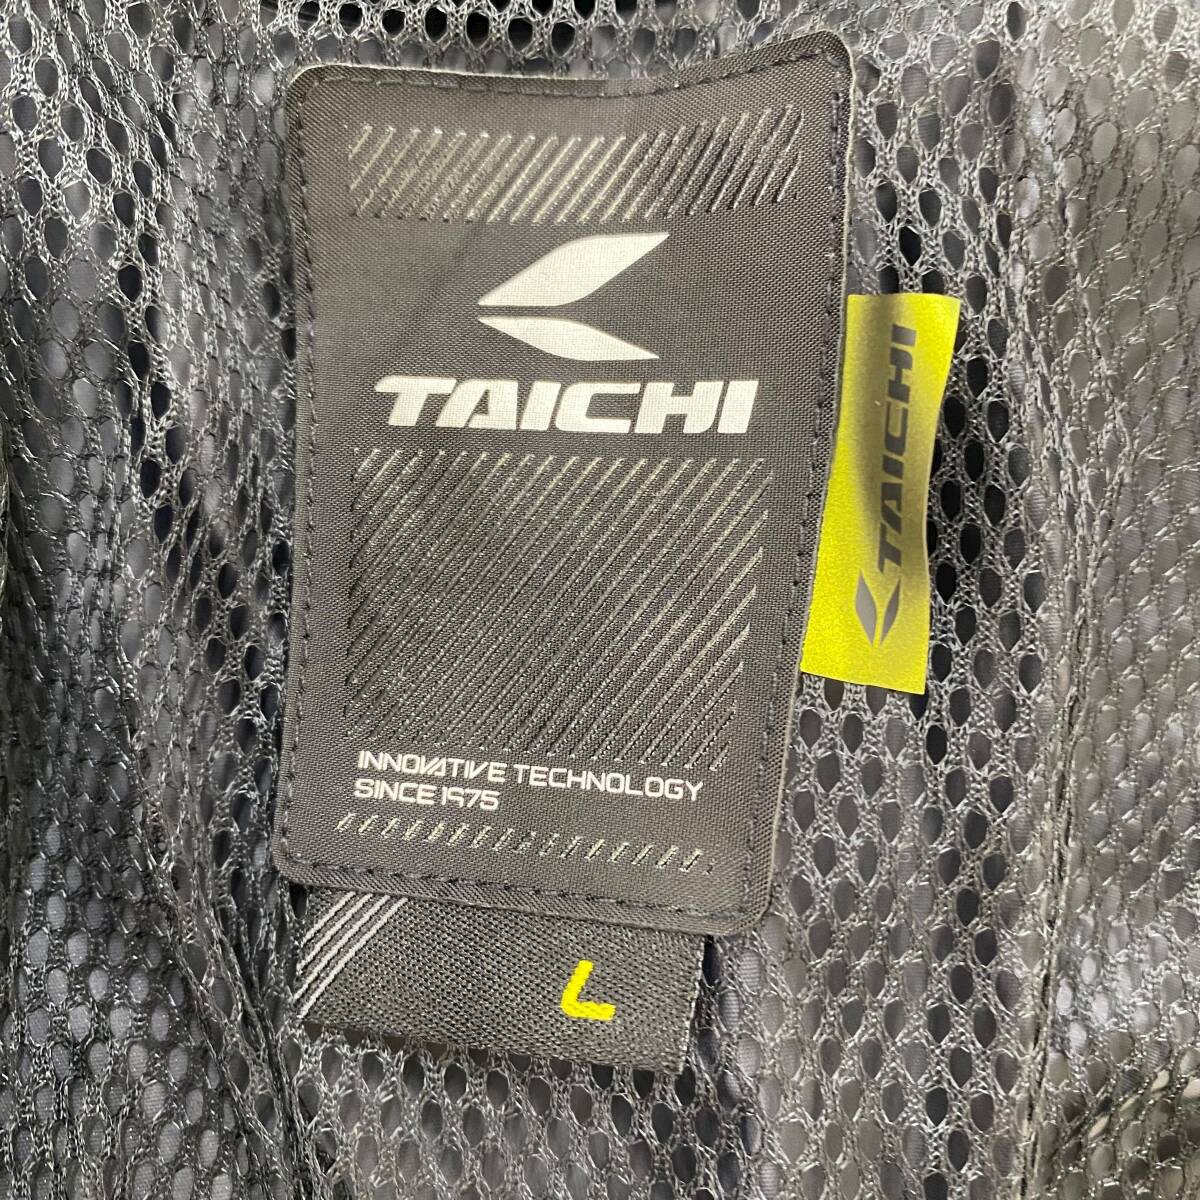 TAICHI
TAICHI
INNOVATIVE TECHNOLOGY
SINCE 1975
L